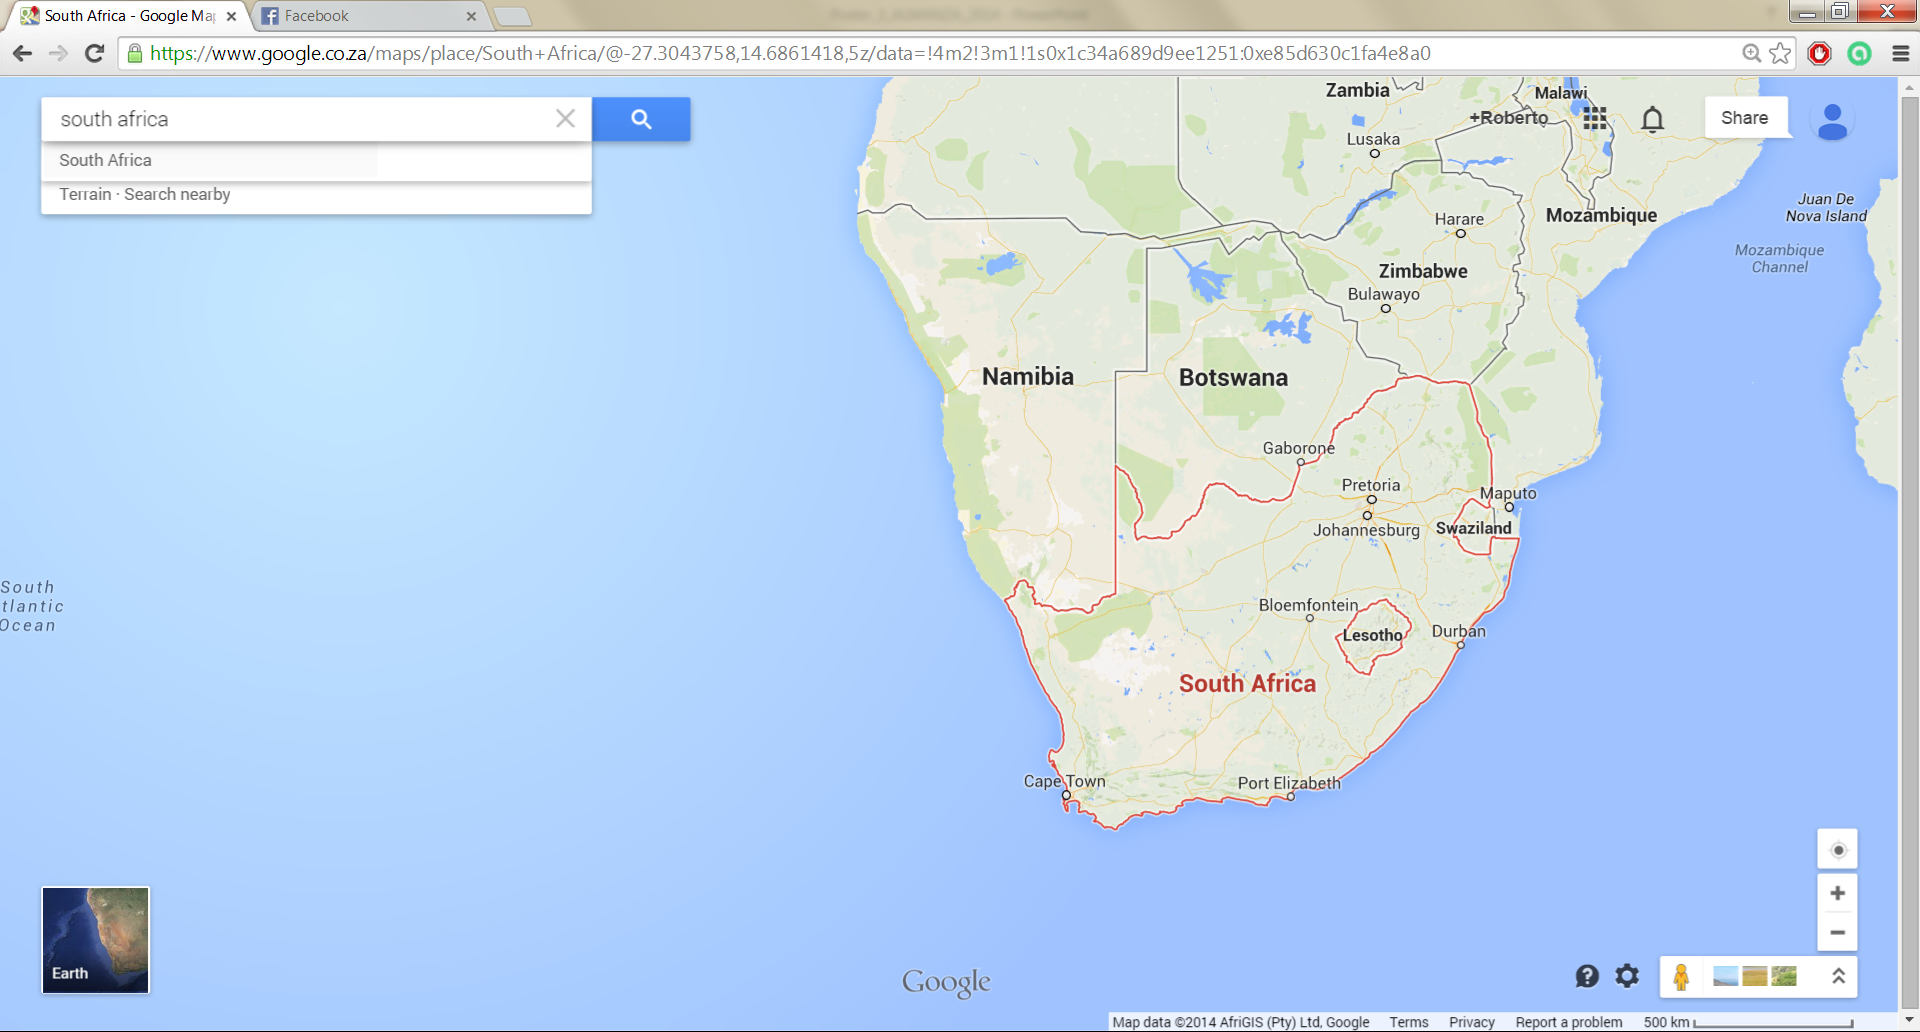 South Africa - Google Ma
Facebook
https://www.google.co.za/maps/place/South+Africa/@-27.3043758,14.6861418,5z/data=!4m2!3m1!1s0x1c34a689d9ee1251:0xe85d630c1fa4e8a0
south africa
South Africa
Terrain · Search nearby
+Roberto
Share
Zambia
Malawi
Lusaka
Juan De
Nova Island
Harare
Mozambique
Mozambique
Channel
Zimbabwe
Bulawayo
Namibia
Botswana
Gaborone
Pretoria
Maputo
Johannesburg
Swaziland
South
tlantic
Ocean
Bloemfontein
Lesotho
Durban
South Africa
Cape Town
Port Elizabeth
Earth
Google
Map data ©2014 AfriGIS (Pty) Ltd, Google Terms Privacy Report a problem 500 km